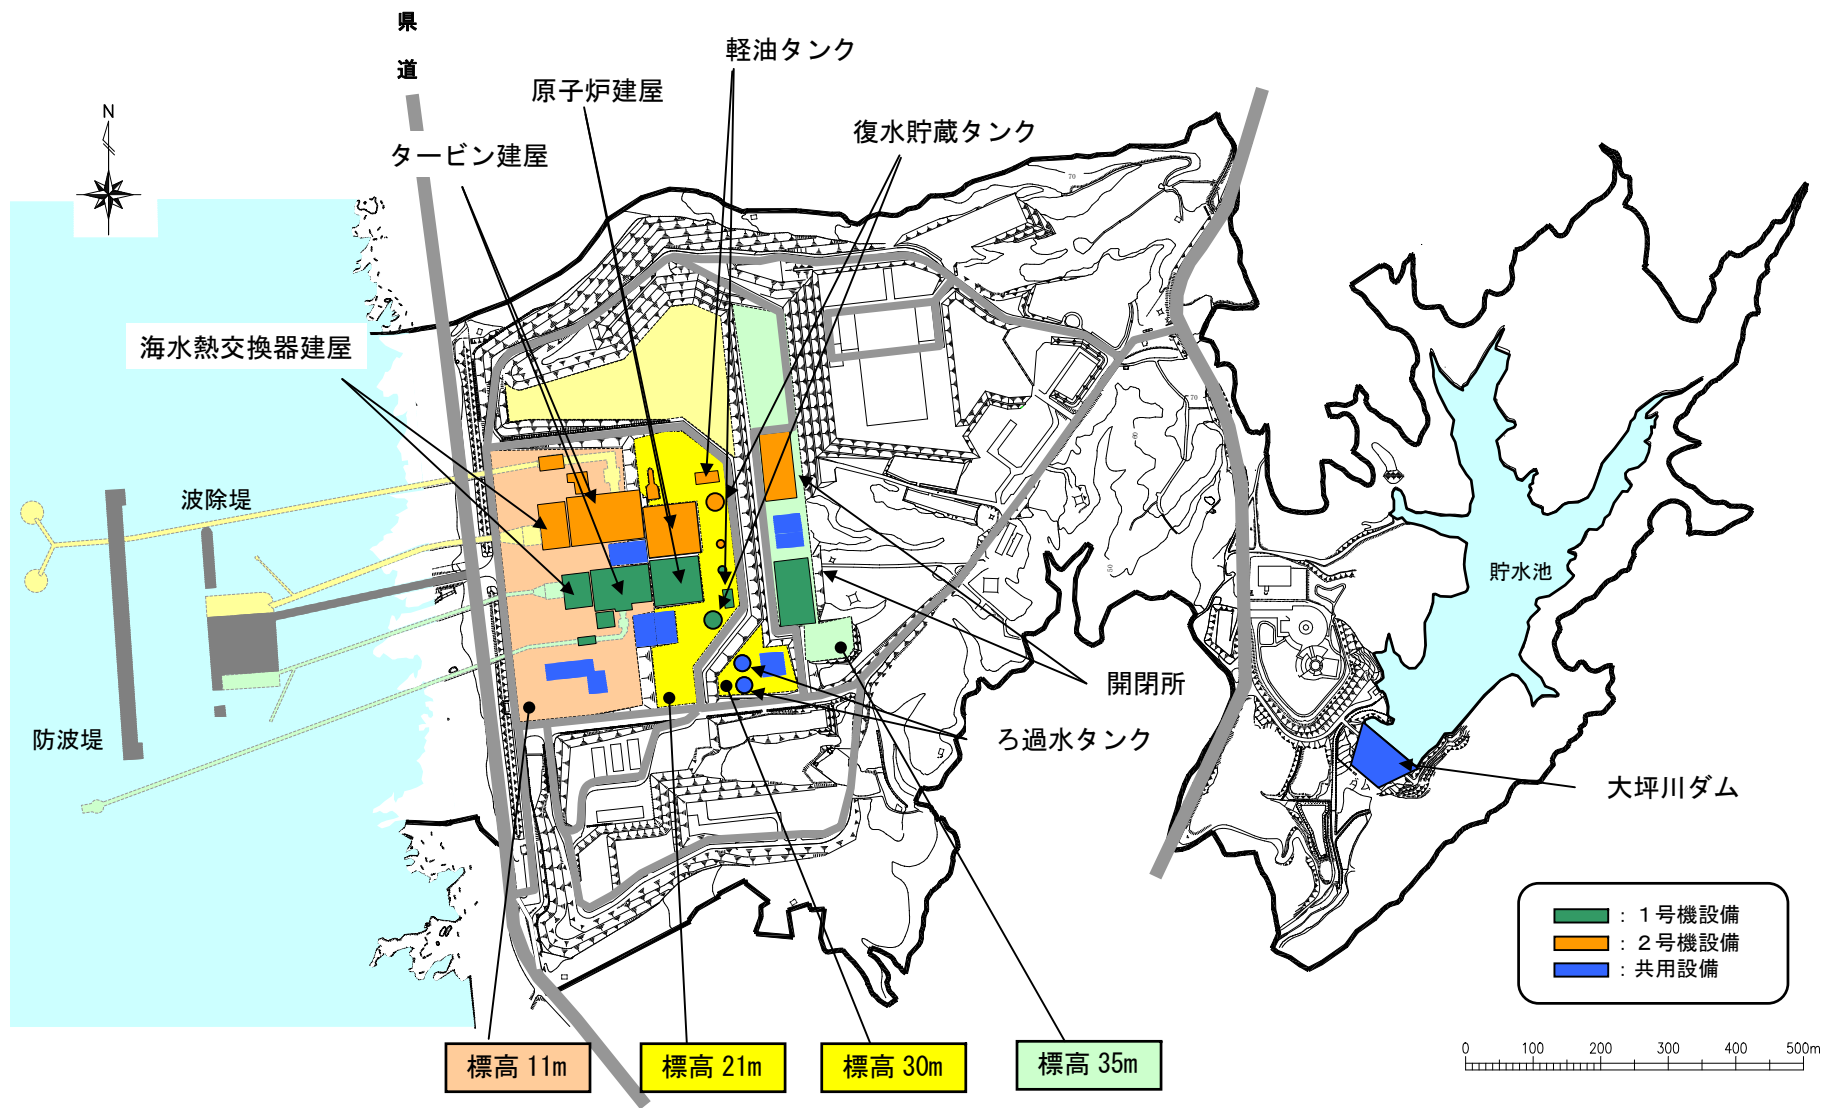 県
道
軽油タンク
原子炉建屋
復水貯蔵タンク
タービン建屋
N
海水熱交換器建屋
70
70
波除堤
50
貯水池
開閉所
ろ過水タンク
防波堤
大坪川ダム
：１号機設備
：２号機設備
：共用設備
標高 11m
標高 21m
標高 30m
標高 35m
0 100 200 300 400 500m